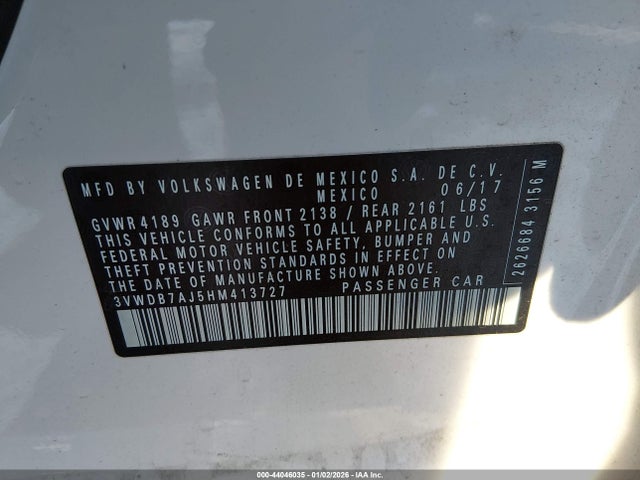 MFD BY VOLKSWAGEN DE MEXICO S.A. DE C.V.
MEXICO 06/17
GVWR 4189 GAWR FRONT 2138 / REAR 2161 LBS
THIS VEHICLE CONFORMS TO ALL APPLICABLE U.S.
FEDERAL MOTOR VEHICLE SAFETY, BUMPER AND
THEFT PREVENTION STANDARDS IN EFFECT ON
THE DATE OF MANUFACTURE SHOWN ABOVE.
3VWDB7AJ5HM413727 PASSENGER CAR
2626684 3156 M
000-44046035 - 01/02/2026 - IAA Inc.